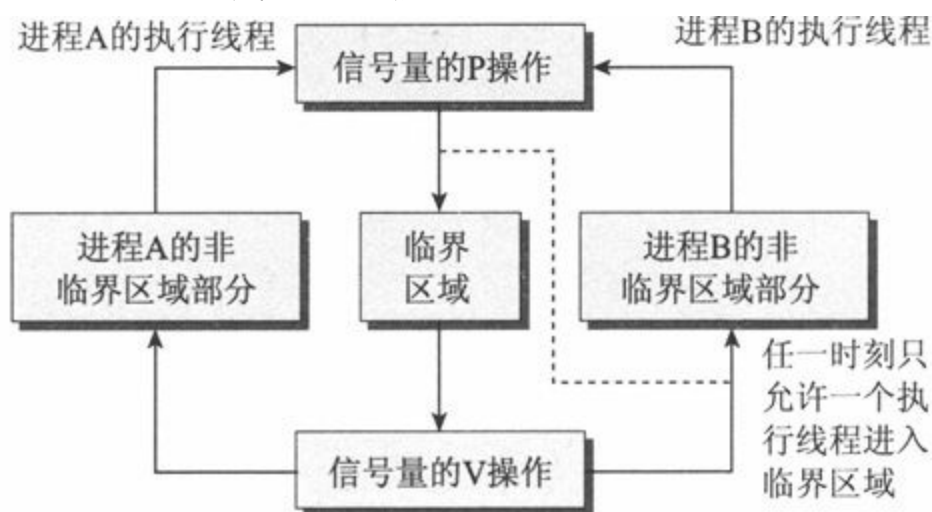 进程A的执行线程
进程B的执行线程
信号量的P操作
进程A的非
临界区域部分
临界
区域
进程B的非
临界区域部分
任一时刻只
允许一个执
行线程进入
临界区域
信号量的V操作